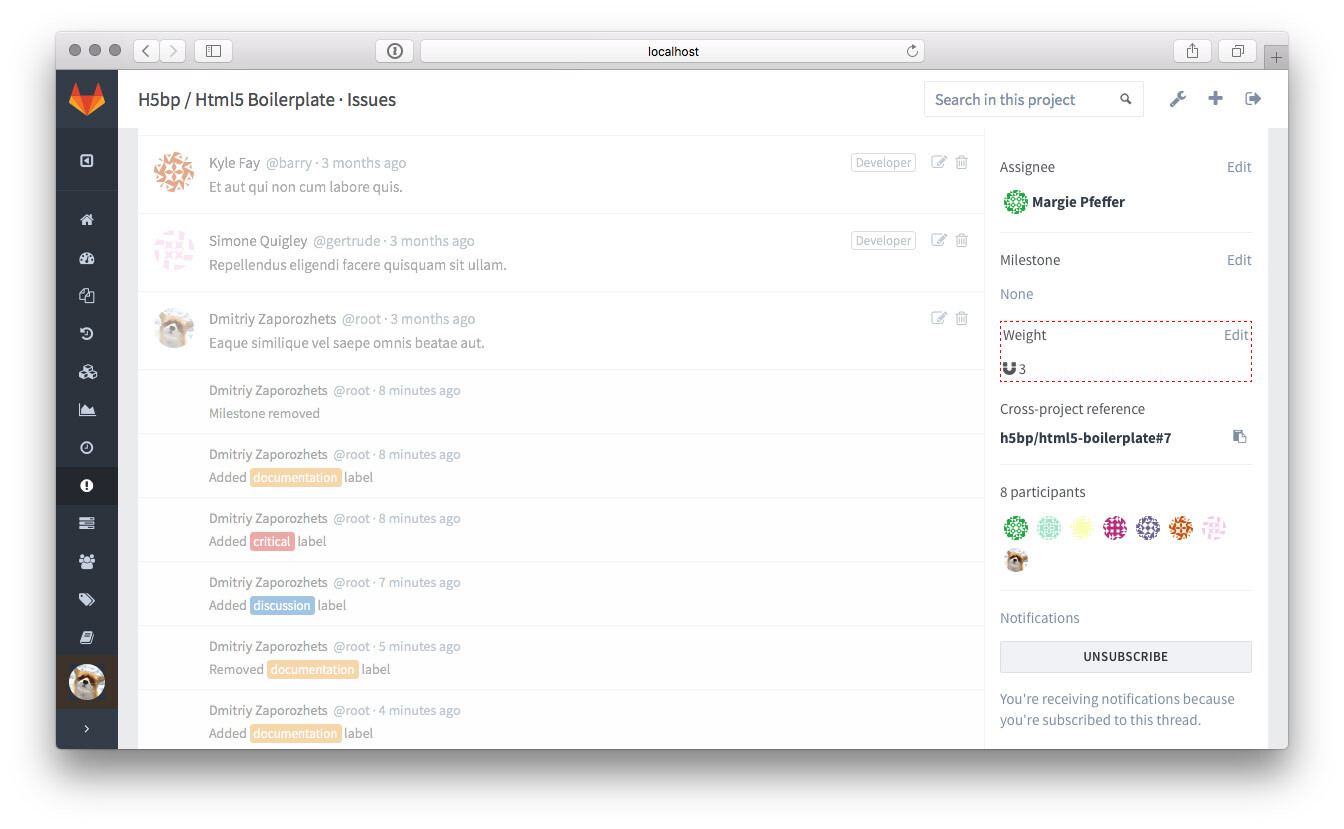 localhost
H5bp / Html5 Boilerplate · Issues
Search in this project
Kyle Fay @barry · 3 months ago
Developer
Et aut qui non cum labore quis.
Simone Quigley @gertrude · 3 months ago
Developer
Repellendus eligendi facere quisquam sit ullam.
Dmitriy Zaporozhets @root · 3 months ago
Eaque similique vel saepe omnis beatae aut.
Dmitriy Zaporozhets @root · 8 minutes ago
Milestone removed
Dmitriy Zaporozhets @root · 8 minutes ago
Added documentation label
Dmitriy Zaporozhets @root · 8 minutes ago
Added critical label
Dmitriy Zaporozhets @root · 7 minutes ago
Added discussion label
Dmitriy Zaporozhets @root · 5 minutes ago
Removed documentation label
Dmitriy Zaporozhets @root · 4 minutes ago
Added documentation label
Assignee Edit
Margie Pfeffer
Milestone Edit
None
Weight Edit
3
Cross-project reference
h5bp/html5-boilerplate#7
8 participants
Notifications
UNSUBSCRIBE
You're receiving notifications because
you're subscribed to this thread.